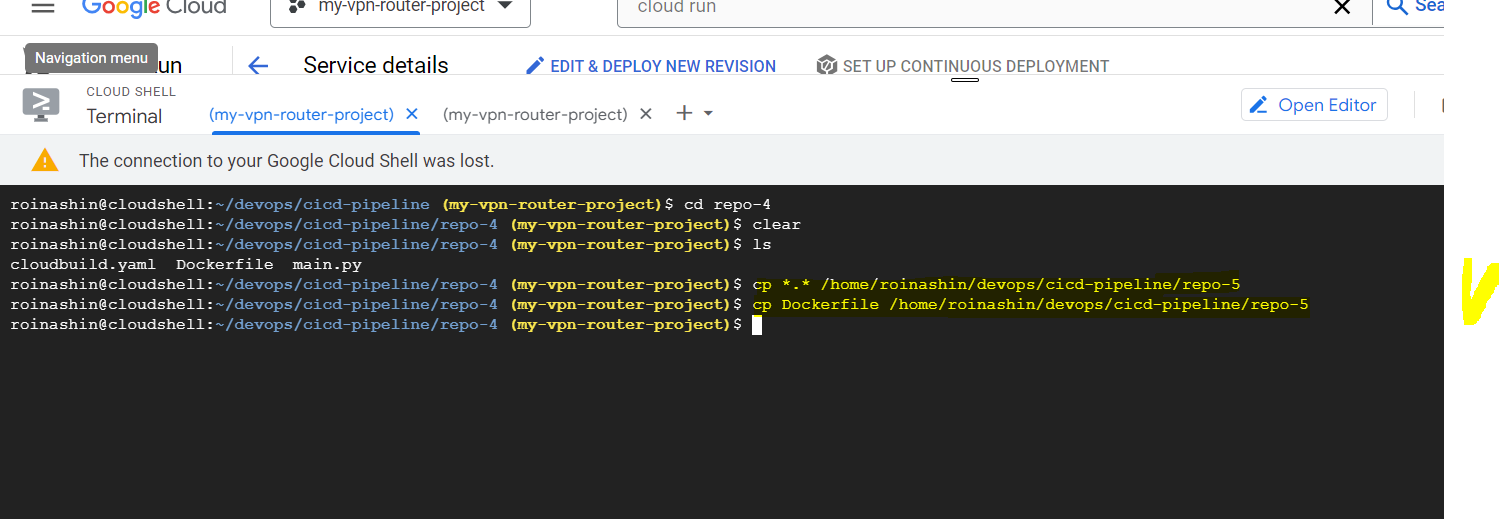 Google Cloud
my-vpn-router-project
cloud run
Navigation menu
Service details
EDIT & DEPLOY NEW REVISION
SET UP CONTINUOUS DEPLOYMENT
CLOUD SHELL
Terminal
(my-vpn-router-project)
(my-vpn-router-project)
Open Editor
The connection to your Google Cloud Shell was lost.
roinashin@cloudshell:~/devops/cicd-pipeline (my-vpn-router-project)$ cd repo-4
roinashin@cloudshell:~/devops/cicd-pipeline/repo-4 (my-vpn-router-project)$ clear
roinashin@cloudshell:~/devops/cicd-pipeline/repo-4 (my-vpn-router-project)$ ls
cloudbuild.yaml  Dockerfile  main.py
roinashin@cloudshell:~/devops/cicd-pipeline/repo-4 (my-vpn-router-project)$ cp *.* /home/roinashin/devops/cicd-pipeline/repo-5
roinashin@cloudshell:~/devops/cicd-pipeline/repo-4 (my-vpn-router-project)$ cp Dockerfile /home/roinashin/devops/cicd-pipeline/repo-5
roinashin@cloudshell:~/devops/cicd-pipeline/repo-4 (my-vpn-router-project)$